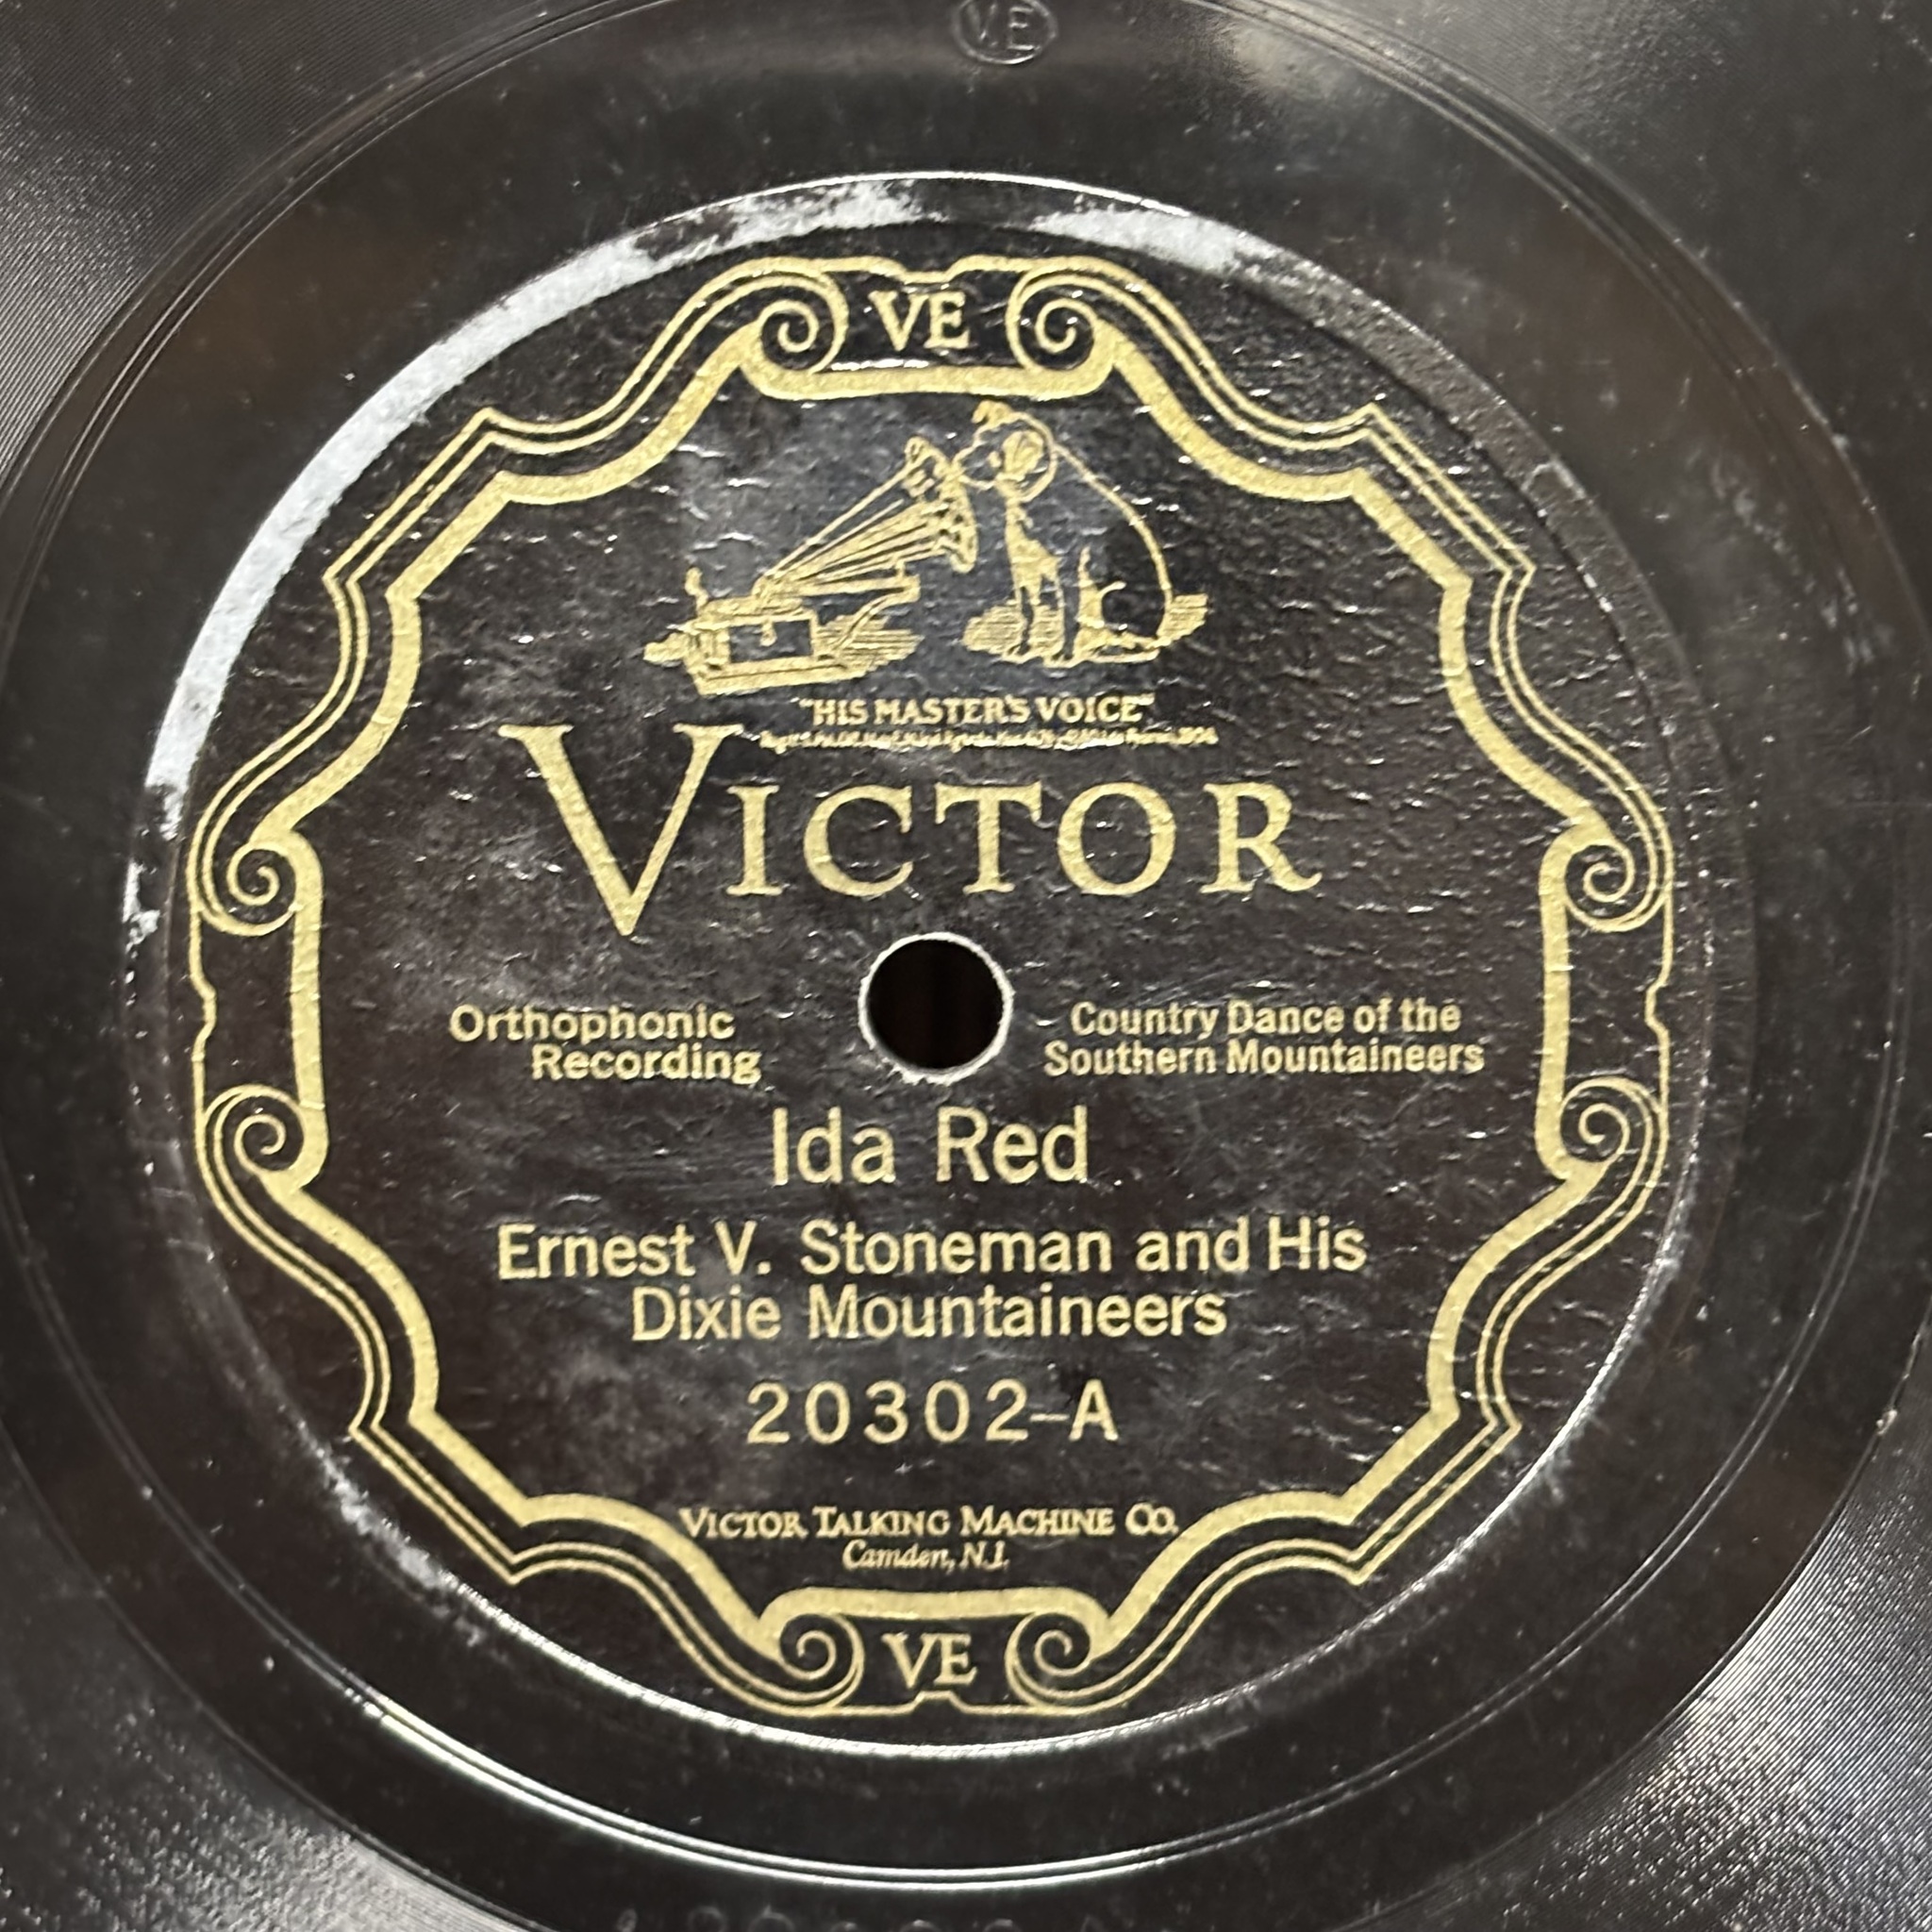 VE
VE
"HIS MASTER'S VOICE"
VICTOR
Orthophonic
Recording
Country Dance of the
Southern Mountaineers
Ida Red
Ernest V. Stoneman and His
Dixie Mountaineers
20302-A
VICTOR TALKING MACHINE CO.
Camden, N.J.
VE